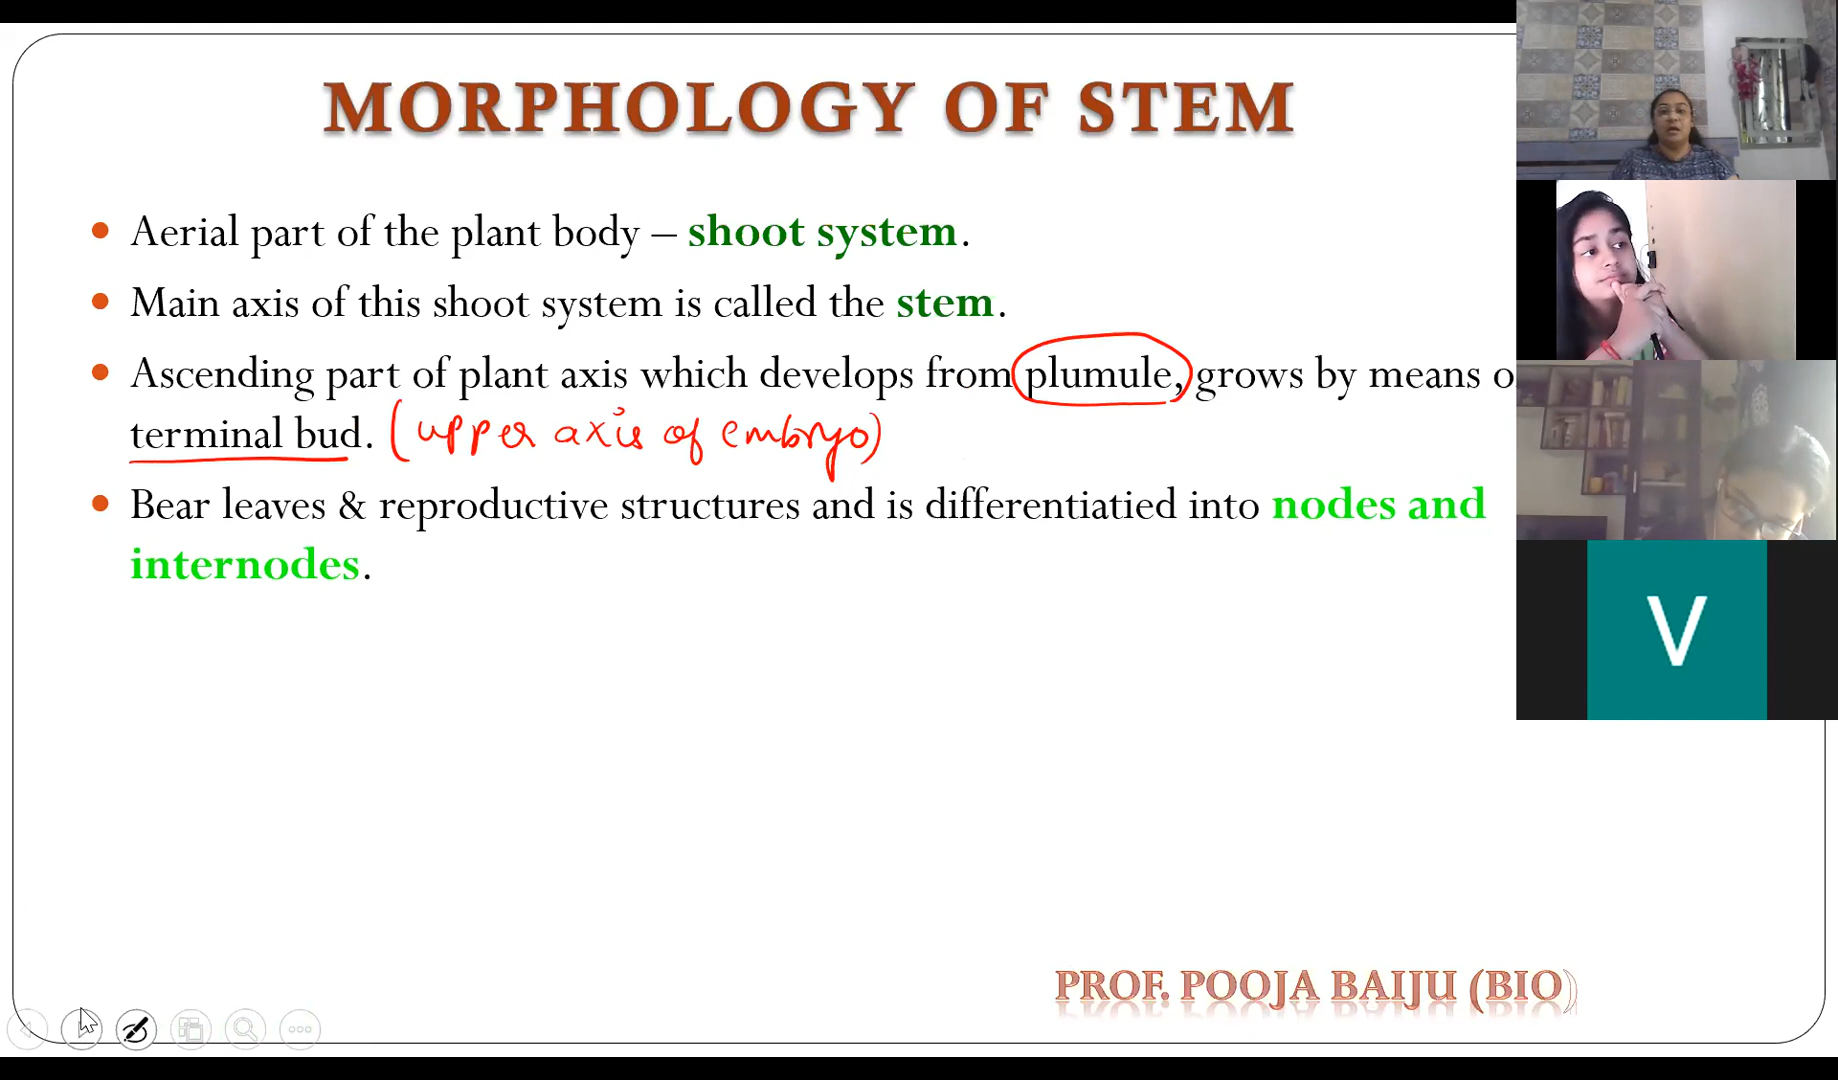 MORPHOLOGY OF STEM
• Aerial part of the plant body – shoot system.
• Main axis of this shoot system is called the stem.
• Ascending part of plant axis which develops from plumule, grows by means o
terminal bud. (upper axis of embryo)
• Bear leaves & reproductive structures and is differentiatied into nodes and
internodes.
V
PROF. POOJA BAIJU (BIO)